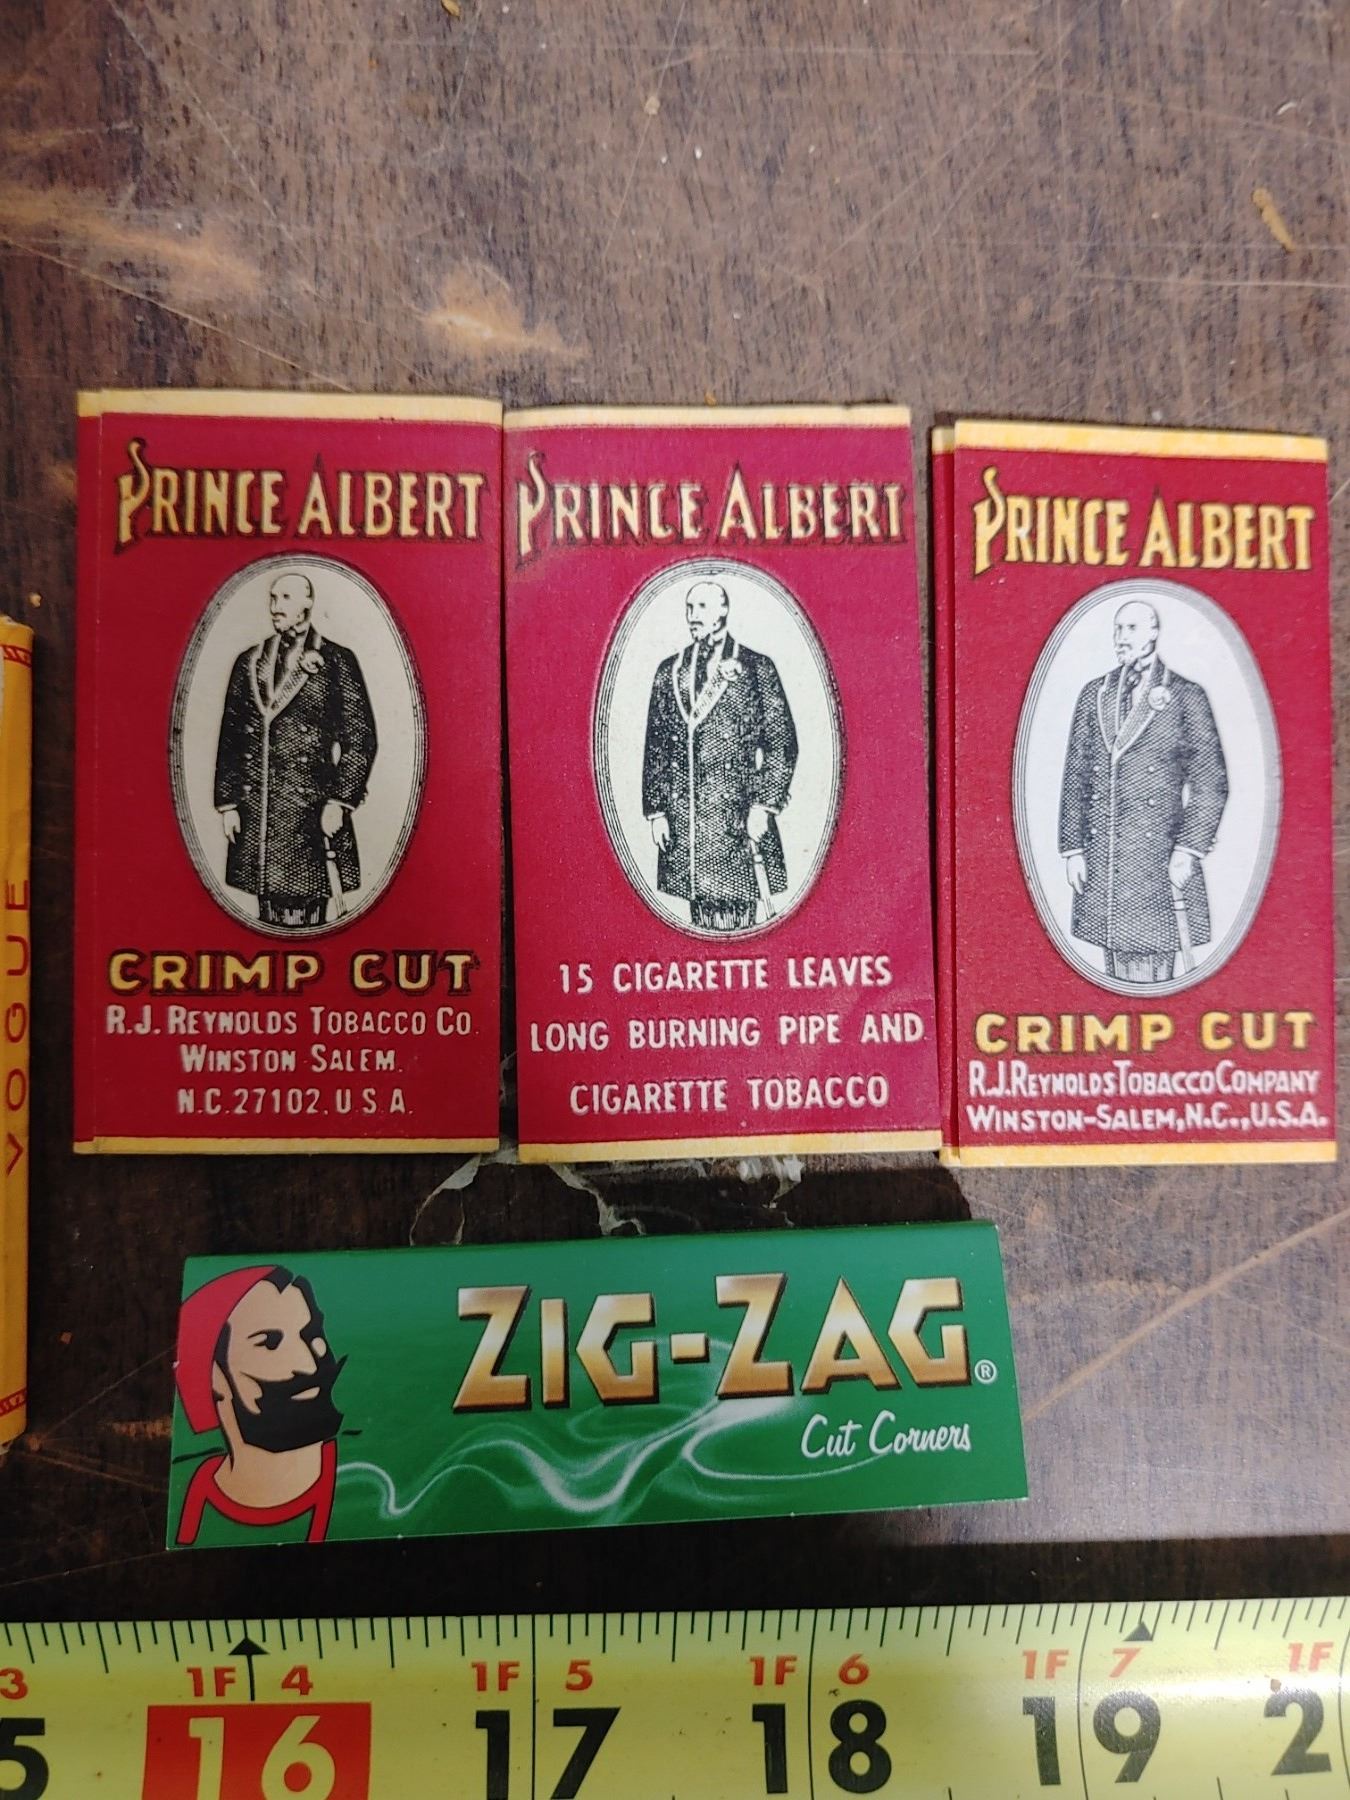 PRINCE ALBERT
CRIMP CUT
R.J. REYNOLDS TOBACCO CO.
WINSTON-SALEM.
N.C. 27102. U.S.A.
PRINCE ALBERT
15 CIGARETTE LEAVES
LONG BURNING PIPE AND
CIGARETTE TOBACCO
PRINCE ALBERT
CRIMP CUT
R.J. REYNOLDS TOBACCO COMPANY
WINSTON-SALEM, N.C., U.S.A.
VOGUE
ZIG-ZAG®
Cut Corners
3 1F 4 1F 5 1F 6 1F 7 1F
5 16 17 18 19 2